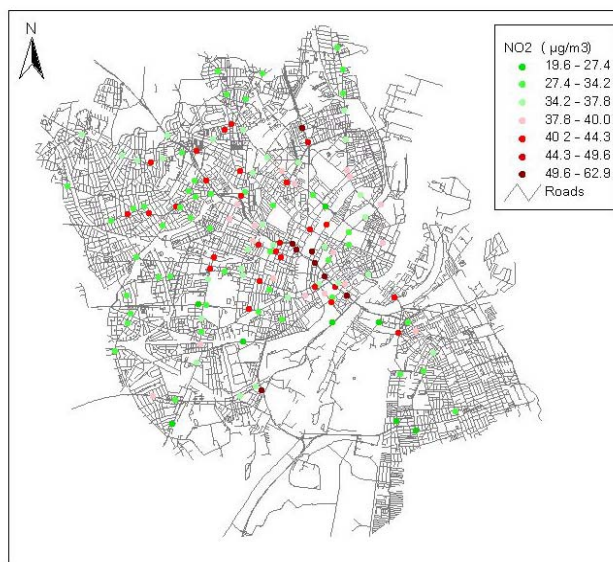 N
NO2 ( µg/m3)
19.6 – 27.4
27.4 – 34.2
34.2 – 37.8
37.8 – 40.0
40.2 – 44.3
44.3 – 49.6
49.6 – 62.9
Roads